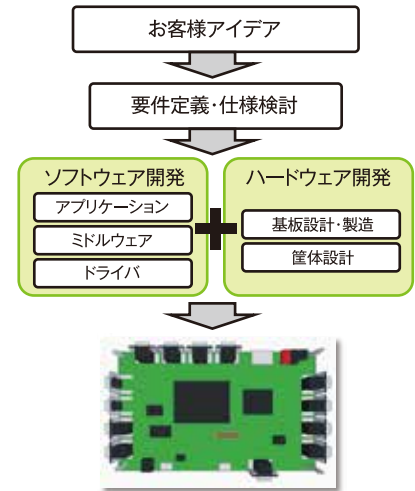 お客様アイデア
要件定義・仕様検討
ソフトウェア開発
アプリケーション
ミドルウェア
ドライバ
+
ハードウェア開発
基板設計・製造
筐体設計